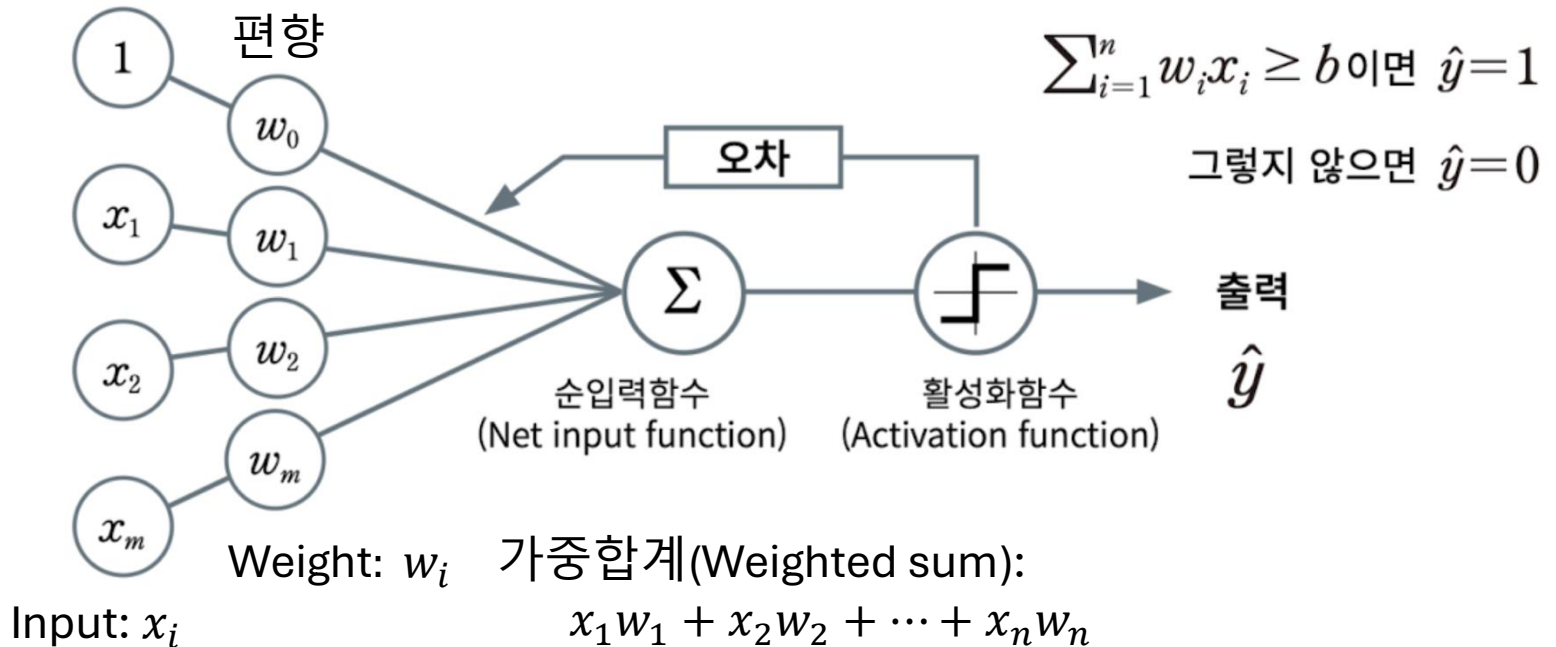 1
편향
w₀
x₁
w₁
x₂
w₂
xₘ
wₘ
오차
Σ
순입력함수
(Net input function)
활성화함수
(Activation function)
∑ⁿᵢ₌₁ wᵢxᵢ ≥ b이면 ŷ=1
그렇지 않으면 ŷ=0
출력
ŷ
Weight: wᵢ
가중합계(Weighted sum):
Input: xᵢ
x₁w₁ + x₂w₂ + ⋯ + xₙwₙ